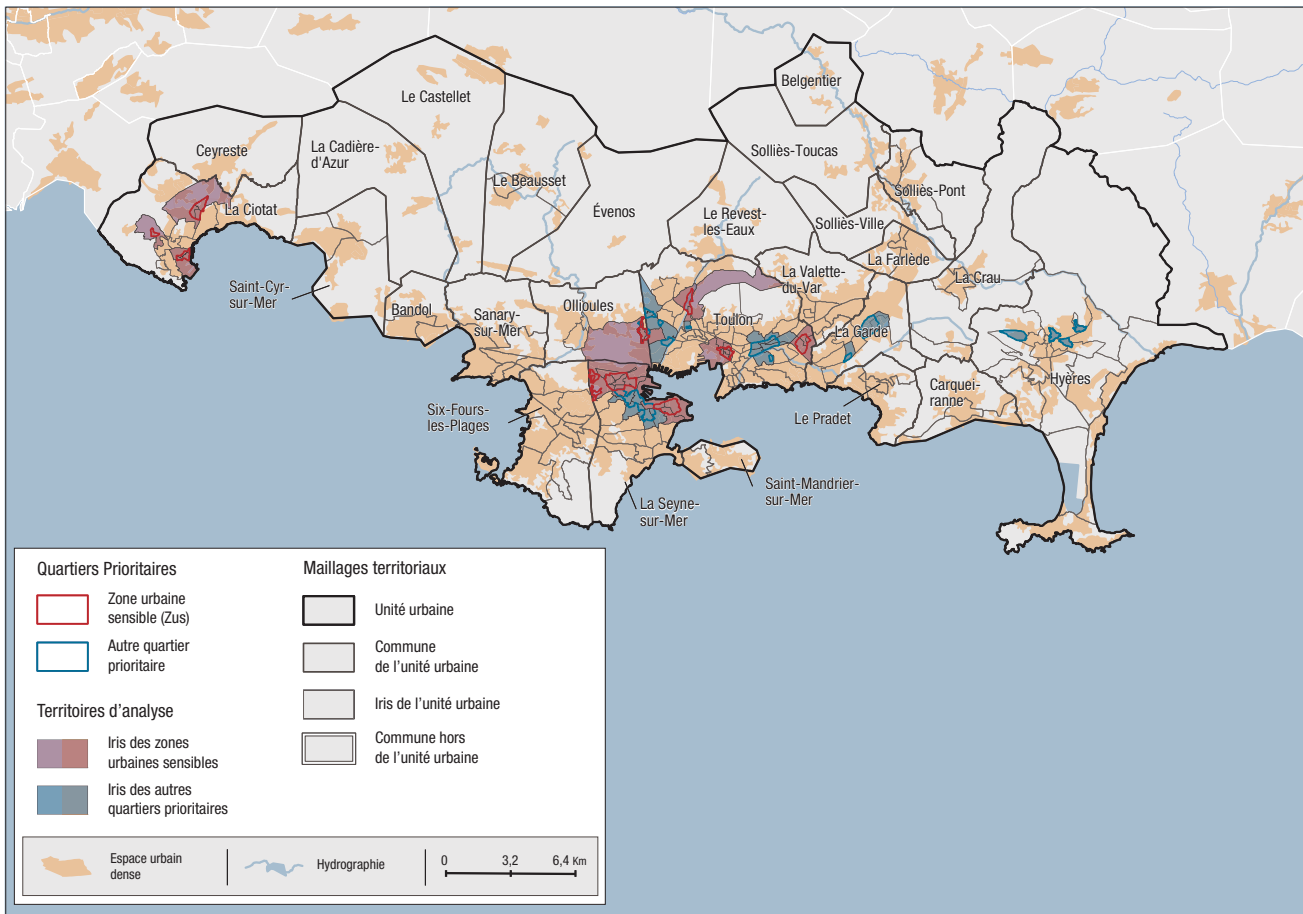 Belgentier
Le Castellet
Ceyreste
La Cadière-
d'Azur
Solliès-Toucas
Le Beausset
Solliès-Pont
La Ciotat
Évenos
Le Revest-
les-Eaux
Solliès-Ville
La Farlède
La Valette-
du-Var
La Crau
Saint-Cyr-
sur-Mer
Bandol
Ollioules
Sanary-
sur-Mer
Toulon
La Garde
Hyères
Carquei-
ranne
Six-Fours-
les-Plages
Le Pradet
Saint-Mandrier-
sur-Mer
La Seyne-
sur-Mer
Quartiers Prioritaires
Zone urbaine
sensible (Zus)
Autre quartier
prioritaire
Territoires d'analyse
Iris des zones
urbaines sensibles
Iris des autres
quartiers prioritaires
Maillages territoriaux
Unité urbaine
Commune
de l'unité urbaine
Iris de l'unité urbaine
Commune hors
de l'unité urbaine
Espace urbain
dense
Hydrographie
0 3,2 6,4 Km